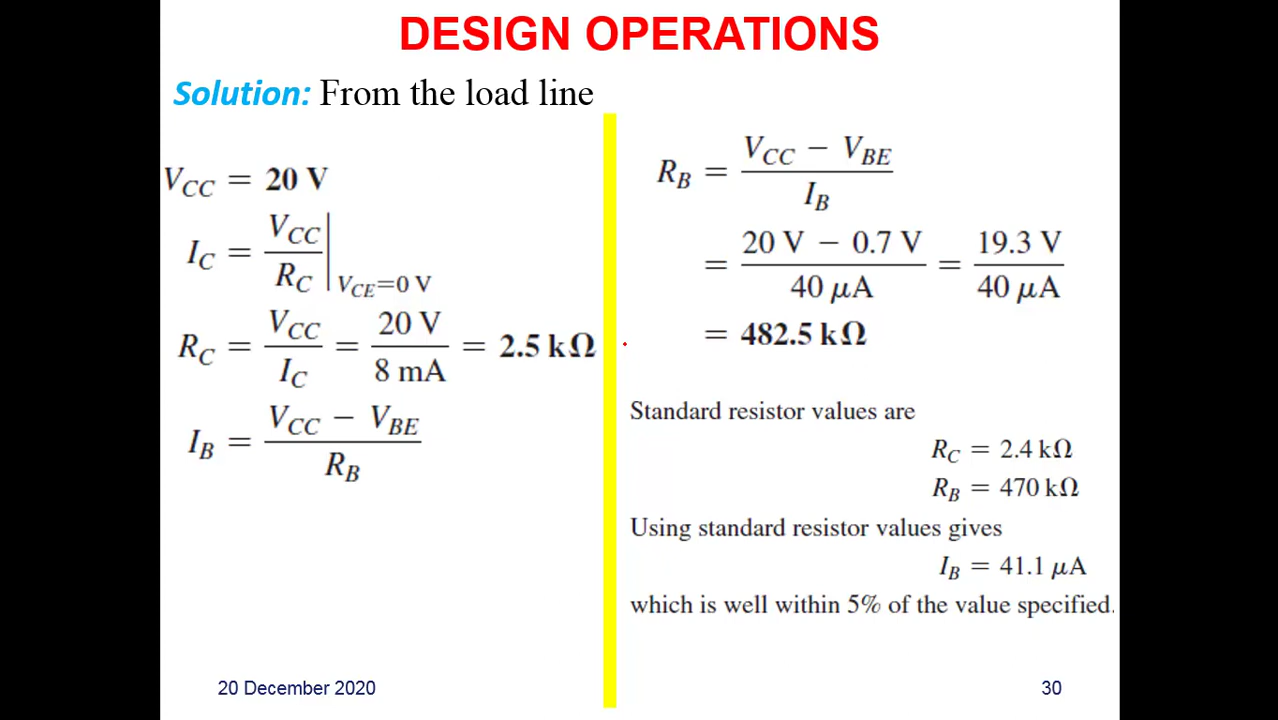 DESIGN OPERATIONS
Solution: From the load line
V_CC = 20 V
I_C = V_CC / R_C |V_CE=0 V
R_C = V_CC / I_C = 20 V / 8 mA = 2.5 kΩ
I_B = (V_CC − V_BE) / R_B
R_B = (V_CC − V_BE) / I_B
= (20 V − 0.7 V) / 40 μA = 19.3 V / 40 μA
= 482.5 kΩ
Standard resistor values are
R_C = 2.4 kΩ
R_B = 470 kΩ
Using standard resistor values gives
I_B = 41.1 μA
which is well within 5% of the value specified.
20 December 2020
30